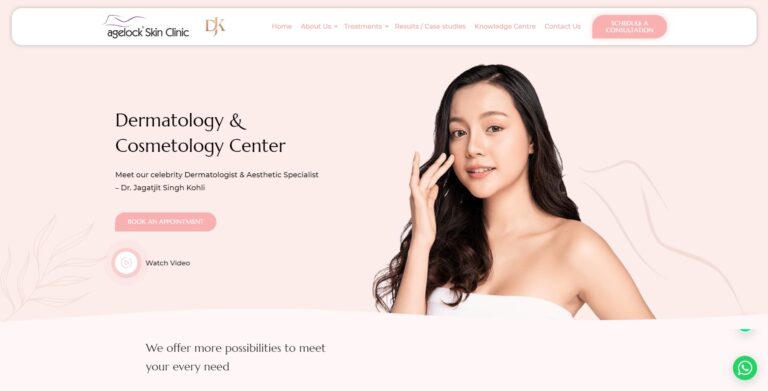 agelock Skin Clinic
DJK
Home
About Us
Treatments
Results / Case studies
Knowledge Centre
Contact Us
SCHEDULE A
CONSULTATION
Dermatology &
Cosmetology Center
Meet our celebrity Dermatologist & Aesthetic Specialist
– Dr. Jagatjit Singh Kohli
BOOK AN APPOINTMENT
Watch Video
We offer more possibilities to meet
your every need